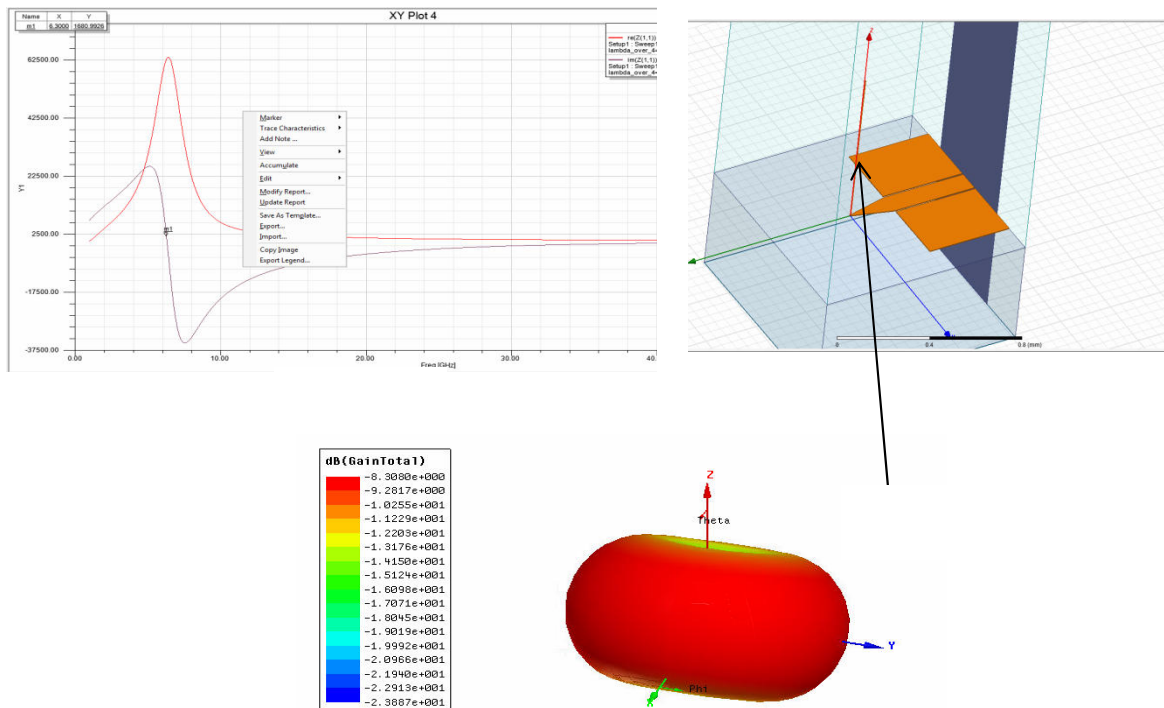 XY Plot 4
Name X Y
m1 6.3000 1680.9926
re(Z(1,1))
Setup1 : Sweep1
lambda_over_4=
im(Z(1,1))
Setup1 : Sweep1
lambda_over_4=
62500.00
42500.00
22500.00
2500.00
-17500.00
-37500.00
Y1
m1
0.00
10.00
20.00
30.00
40.
Freq [GHz]
Marker
Trace Characteristics
Add Note ...
View
Accumulate
Edit
Modify Report...
Update Report
Save As Template...
Export...
Import...
Copy Image
Export Legend...
Z
0.4
0.8 (mm)
dB(GainTotal)
-8.3080e+000
-9.2817e+000
-1.0255e+001
-1.1229e+001
-1.2203e+001
-1.3176e+001
-1.4150e+001
-1.5124e+001
-1.6098e+001
-1.7071e+001
-1.8045e+001
-1.9019e+001
-1.9992e+001
-2.0966e+001
-2.1940e+001
-2.2913e+001
-2.3887e+001
Z
Theta
Y
Phi
X